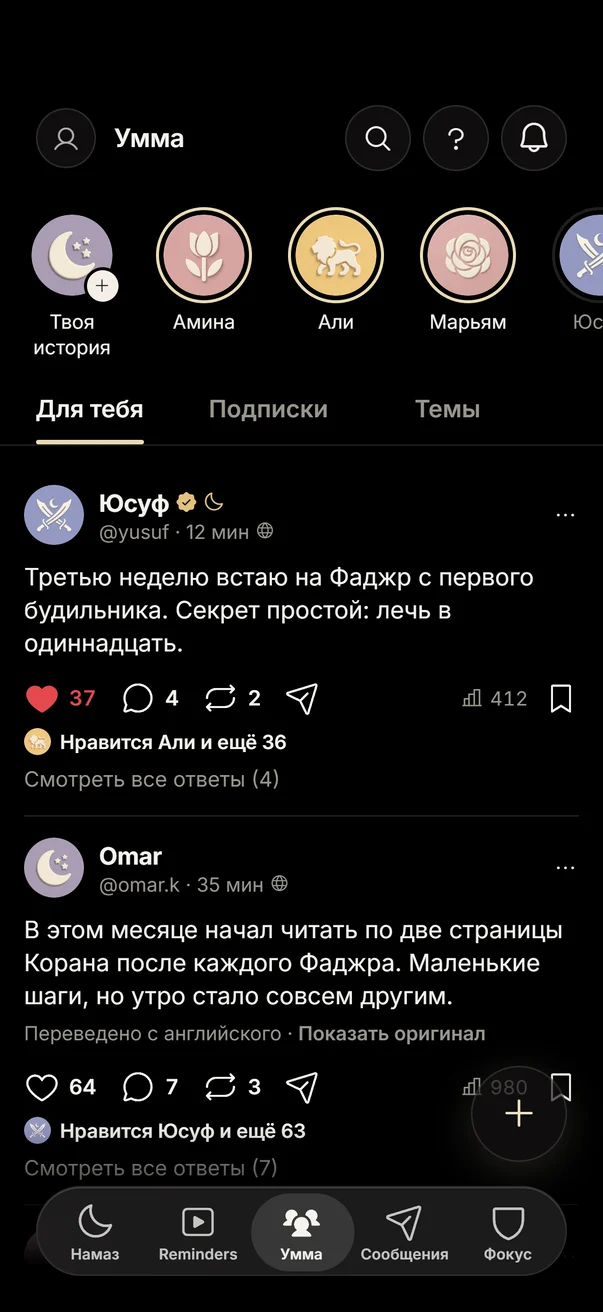 Умма
?
Твоя
история
Амина
Али
Марьям
Юс
Для тебя
Подписки
Темы
Юсуф
@yusuf · 12 мин
Третью неделю встаю на Фаджр с первого
будильника. Секрет простой: лечь в
одиннадцать.
37 4 2 412
Нравится Али и ещё 36
Смотреть все ответы (4)
Omar
@omar.k · 35 мин
В этом месяце начал читать по две страницы
Корана после каждого Фаджра. Маленькие
шаги, но утро стало совсем другим.
Переведено с английского · Показать оригинал
64 7 3 980
Нравится Юсуф и ещё 63
Смотреть все ответы (7)
Намаз
Reminders
Умма
Сообщения
Фокус